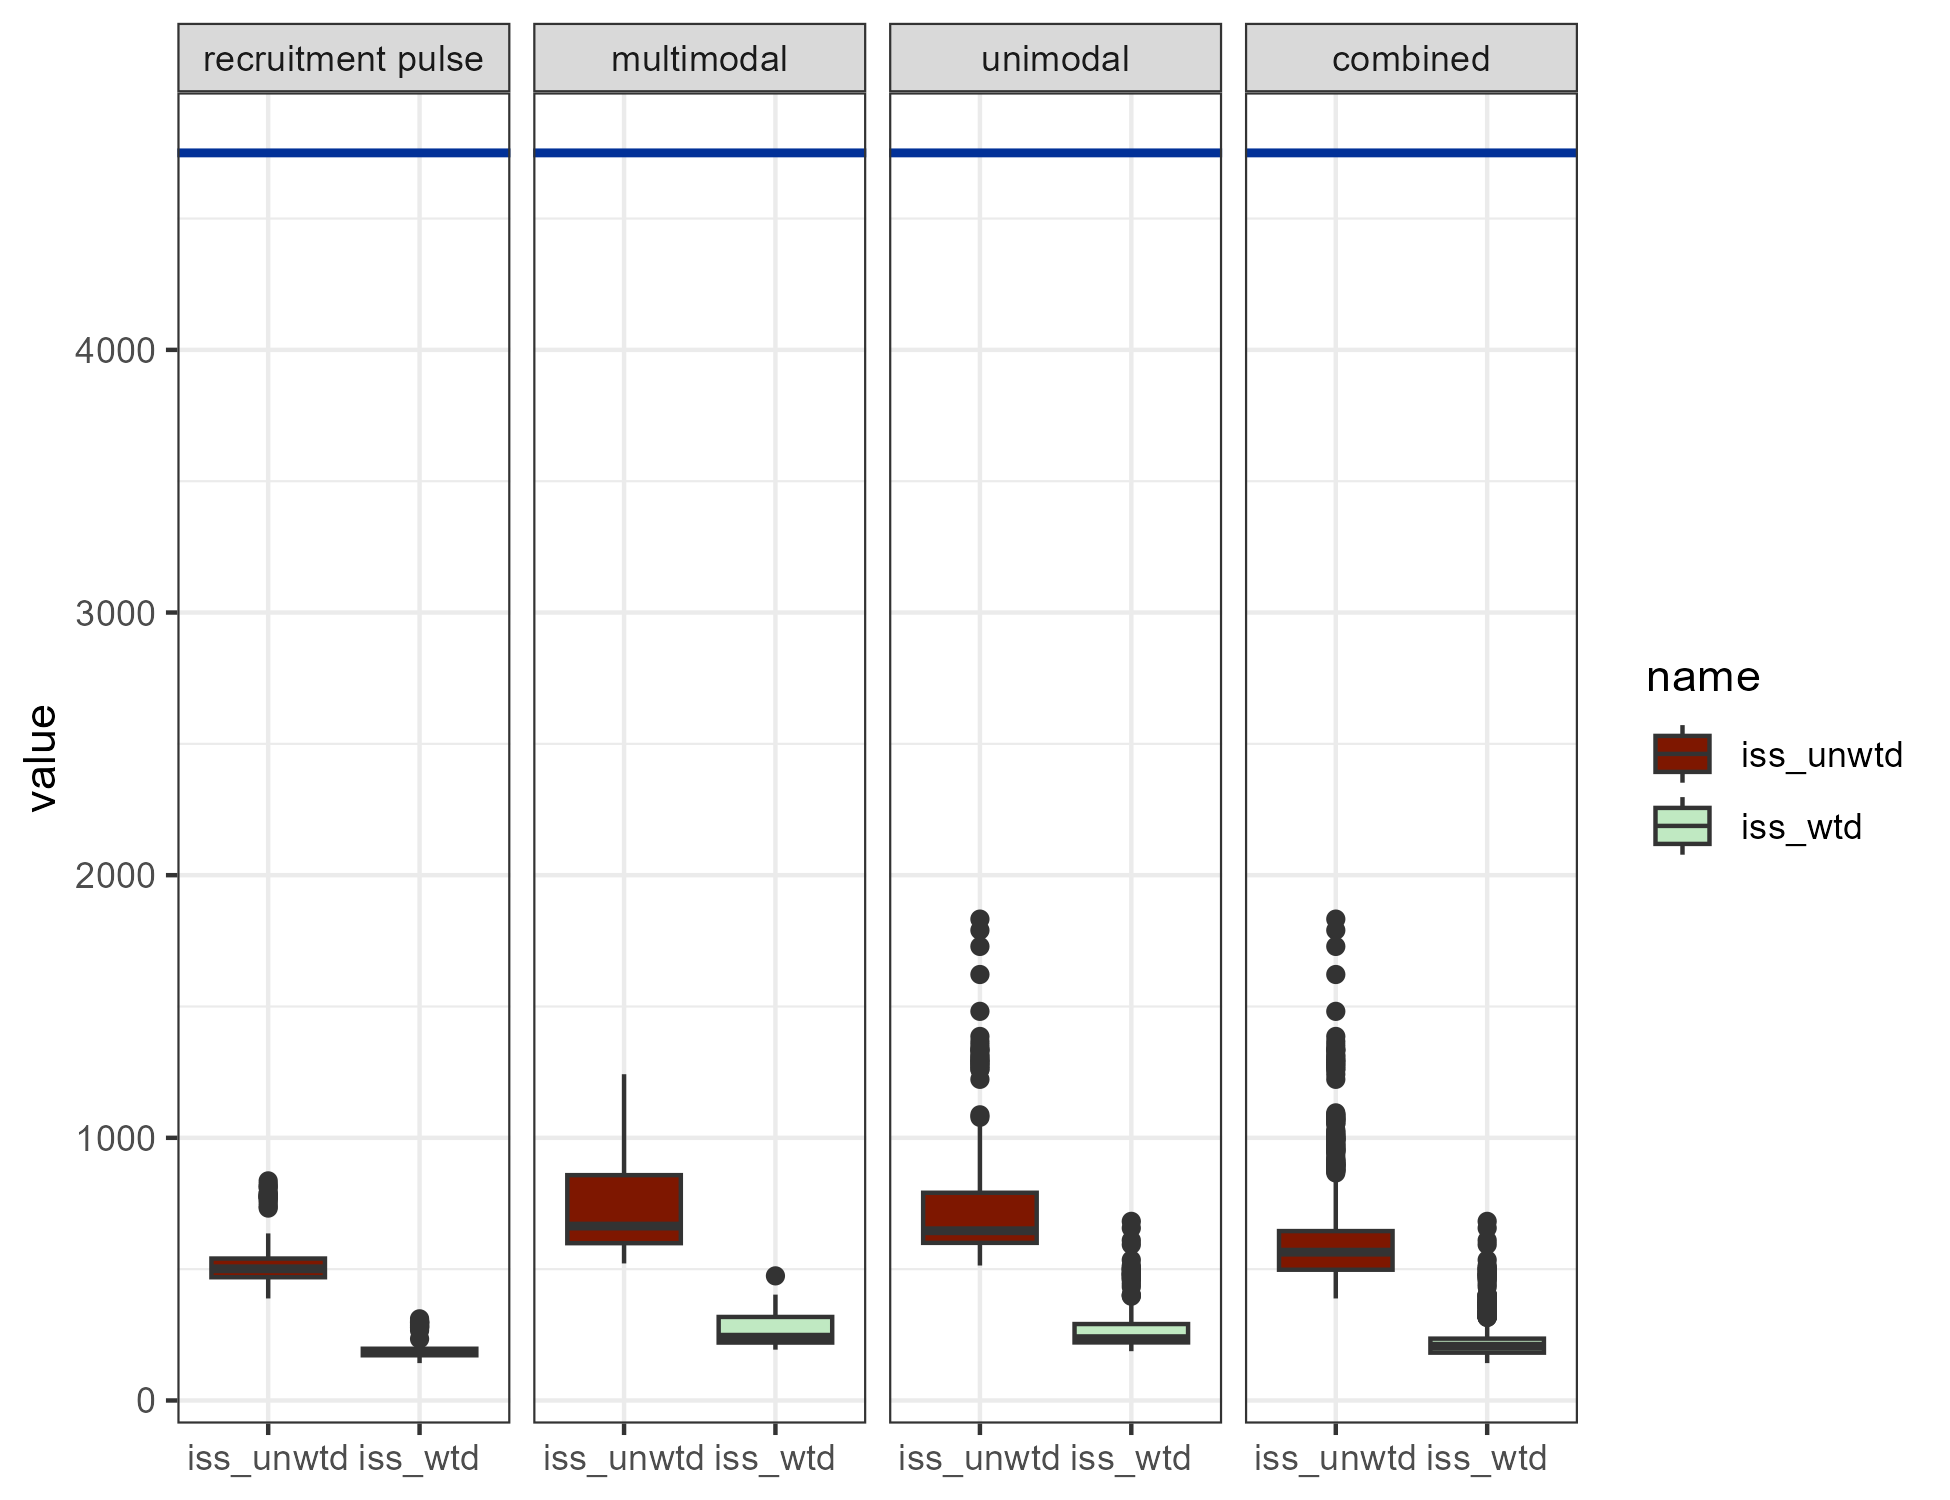 recruitment pulse
multimodal
unimodal
combined
value
4000
3000
2000
1000
0
iss_unwtd iss_wtd
iss_unwtd iss_wtd
iss_unwtd iss_wtd
iss_unwtd iss_wtd
name
iss_unwtd
iss_wtd